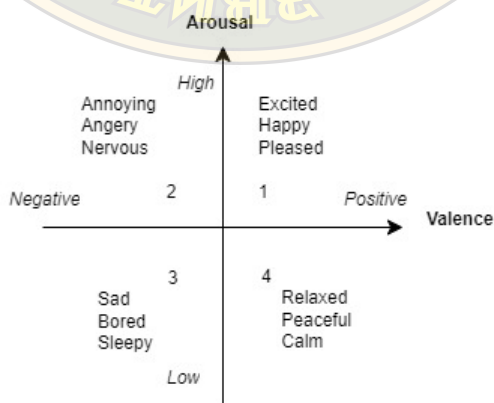 Arousal
High
Annoying
Angery
Nervous
Excited
Happy
Pleased
Negative
2
1
Positive
Valence
3
4
Sad
Bored
Sleepy
Relaxed
Peaceful
Calm
Low